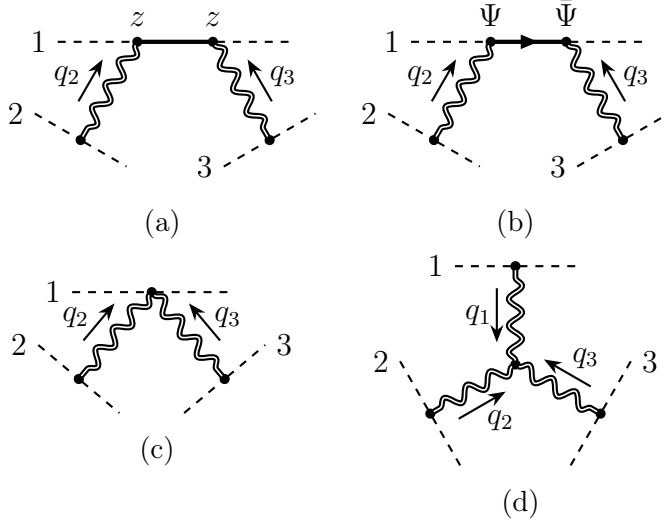 z z Ψ Ψ̄
1 1
q₂ q₃ q₂ q₃
2 2
3 3
(a) (b)
1 1
q₂ q₃ q₁
2 3 2 3
q₃
q₂
(c)
(d)